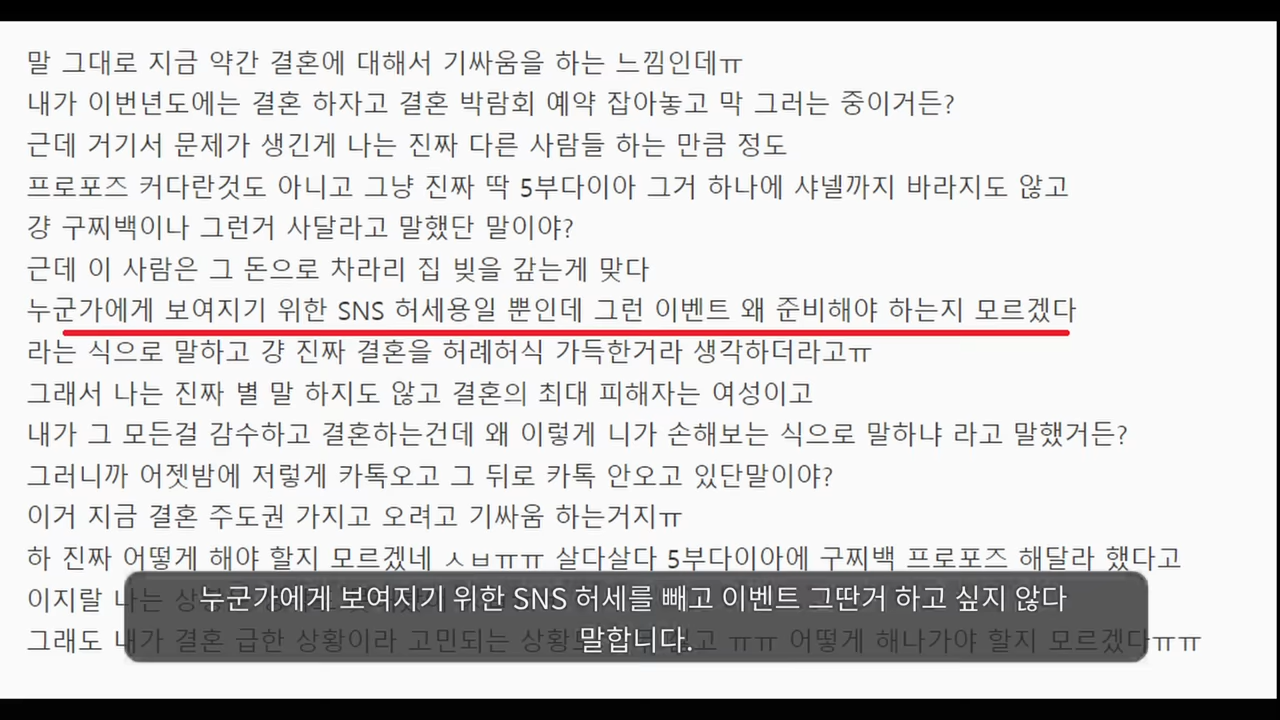 말 그대로 지금 약간 결혼에 대해서 기싸움을 하는 느낌인데ㅠ
내가 이번년도에는 결혼 하자고 결혼 박람회 예약 잡아놓고 막 그러는 중이거든?
근데 거기서 문제가 생긴게 나는 진짜 다른 사람들 하는 만큼 정도
프로포즈 커다란것도 아니고 그냥 진짜 딱 5부다이아 그거 하나에 샤넬까지 바라지도 않고
걍 구찌백이나 그런거 사달라고 말했단 말이야?
근데 이 사람은 그 돈으로 차라리 집 빚을 갚는게 맞다
누군가에게 보여지기 위한 SNS 허세용일 뿐인데 그런 이벤트 왜 준비해야 하는지 모르겠다
라는 식으로 말하고 걍 진짜 결혼을 허례허식 가득한거라 생각하더라고ㅠ
그래서 나는 진짜 별 말 하지도 않고 결혼의 최대 피해자는 여성이고
내가 그 모든걸 감수하고 결혼하는건데 왜 이렇게 니가 손해보는 식으로 말하냐 라고 말했거든?
그러니까 어젯밤에 저렇게 카톡오고 그 뒤로 카톡 안오고 있단말이야?
이거 지금 결혼 주도권 가지고 오려고 기싸움 하는거지ㅠ
하 진짜 어떻게 해야 할지 모르겠네 ㅅㅂㅠㅠ 살다살다 5부다이아에 구찌백 프로포즈 해달라 했다고
이지랄 나는
누군가에게 보여지기 위한 SNS 허세를 빼고 이벤트 그딴거 하고 싶지 않다
그래도 내가 결혼 급한 상황이라 고민되는 상황 ㅠㅠ 어떻게 해나가야 할지 모르겠다ㅠㅠ
말합니다.